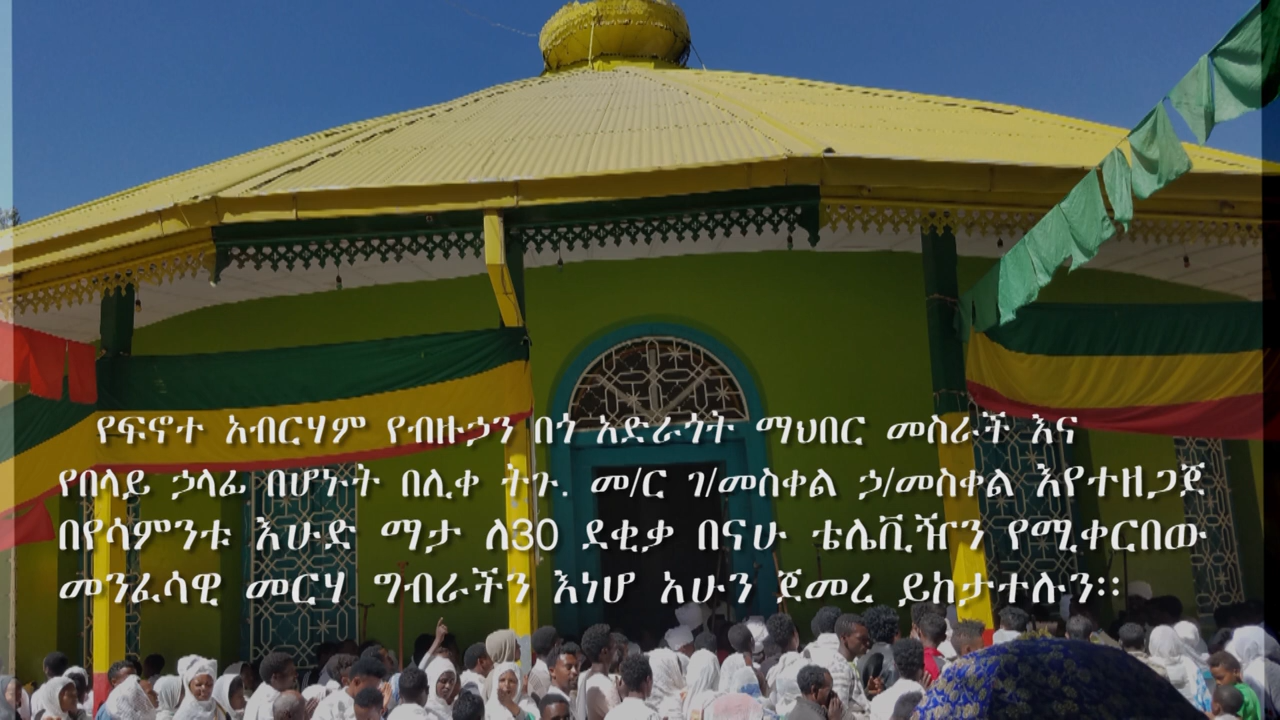 የፍኖተ አብርሃም የብዙኃን በጎ አድራጎት ማህበር መስራች እና
የበላይ ኃላፊ በሆኑት በሊቀ ትጉ. መ/ር ገ/መስቀል ኃ/መስቀል እየተዘጋጀ
በየሳምንቱ እሁድ ማታ ለ30 ደቂቃ በናሁ ቴሌቪዥን የሚቀርበው
መንፈሳዊ መርሃ ግብራችን እነሆ አሁን ጀመረ ይከታተሉን፡፡